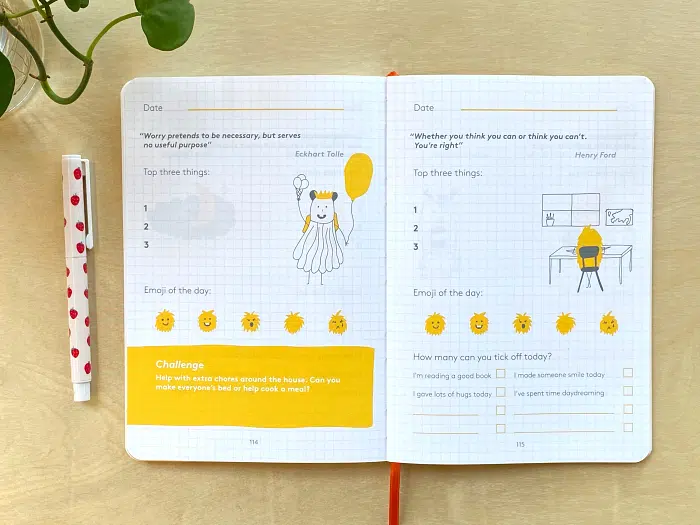 Date
"Worry pretends to be necessary, but serves
no useful purpose"
Eckhart Tolle
Top three things:
1
2
3
Emoji of the day:
Challenge
Help with extra chores around the house. Can you
make everyone's bed or help cook a meal?
114
Date
"Whether you think you can or think you can't.
You're right"
Henry Ford
Top three things:
1
2
3
Emoji of the day:
How many can you tick off today?
I'm reading a good book
I made someone smile today
I gave lots of hugs today
I've spent time daydreaming
115